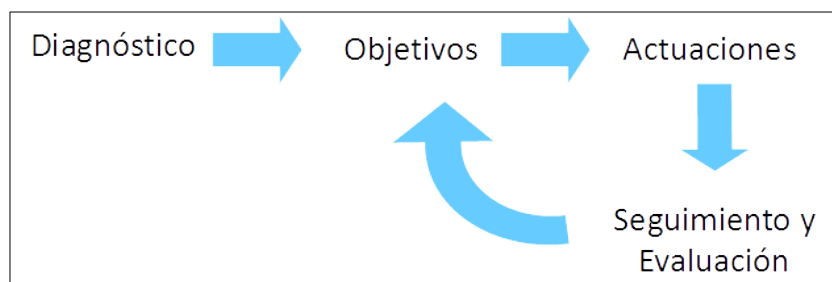 Diagnóstico
Objetivos
Actuaciones
Seguimiento y
Evaluación